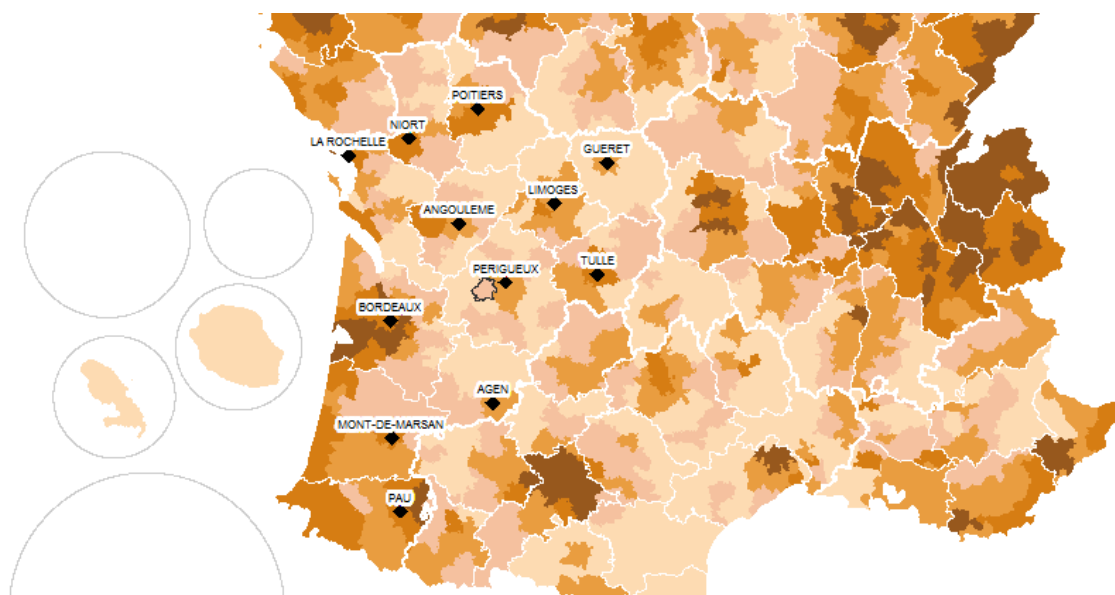 POITIERS
NIORT
LA ROCHELLE
GUERET
LIMOGES
ANGOULEME
TULLE
PERIGUEUX
BORDEAUX
AGEN
MONT-DE-MARSAN
PAU